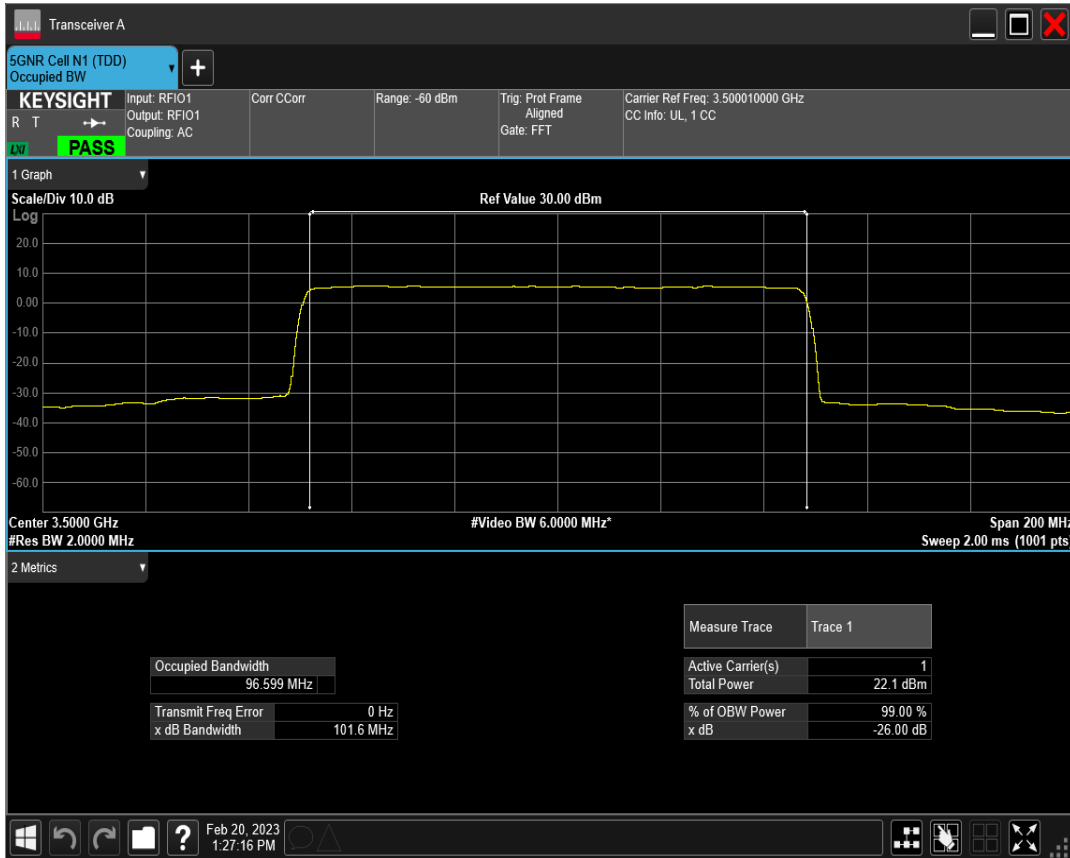 Transceiver A
5GNR Cell N1 (TDD)
Occupied BW
KEYSIGHT
R T
LXI
PASS
Input: RFIO1
Output: RFIO1
Coupling: AC
Corr CCorr
Range: -60 dBm
Trig: Prot Frame
Aligned
Gate: FFT
Carrier Ref Freq: 3.500010000 GHz
CC Info: UL, 1 CC
1 Graph
Scale/Div 10.0 dB
Ref Value 30.00 dBm
Log
20.0
10.0
0.00
-10.0
-20.0
-30.0
-40.0
-50.0
-60.0
Center 3.5000 GHz
#Video BW 6.0000 MHz*
Span 200 MHz
#Res BW 2.0000 MHz
Sweep 2.00 ms (1001 pts)
2 Metrics
Measure Trace Trace 1
Occupied Bandwidth
96.599 MHz
Active Carrier(s) 1
Total Power 22.1 dBm
Transmit Freq Error 0 Hz
x dB Bandwidth 101.6 MHz
% of OBW Power 99.00 %
x dB -26.00 dB
?
Feb 20, 2023
1:27:16 PM